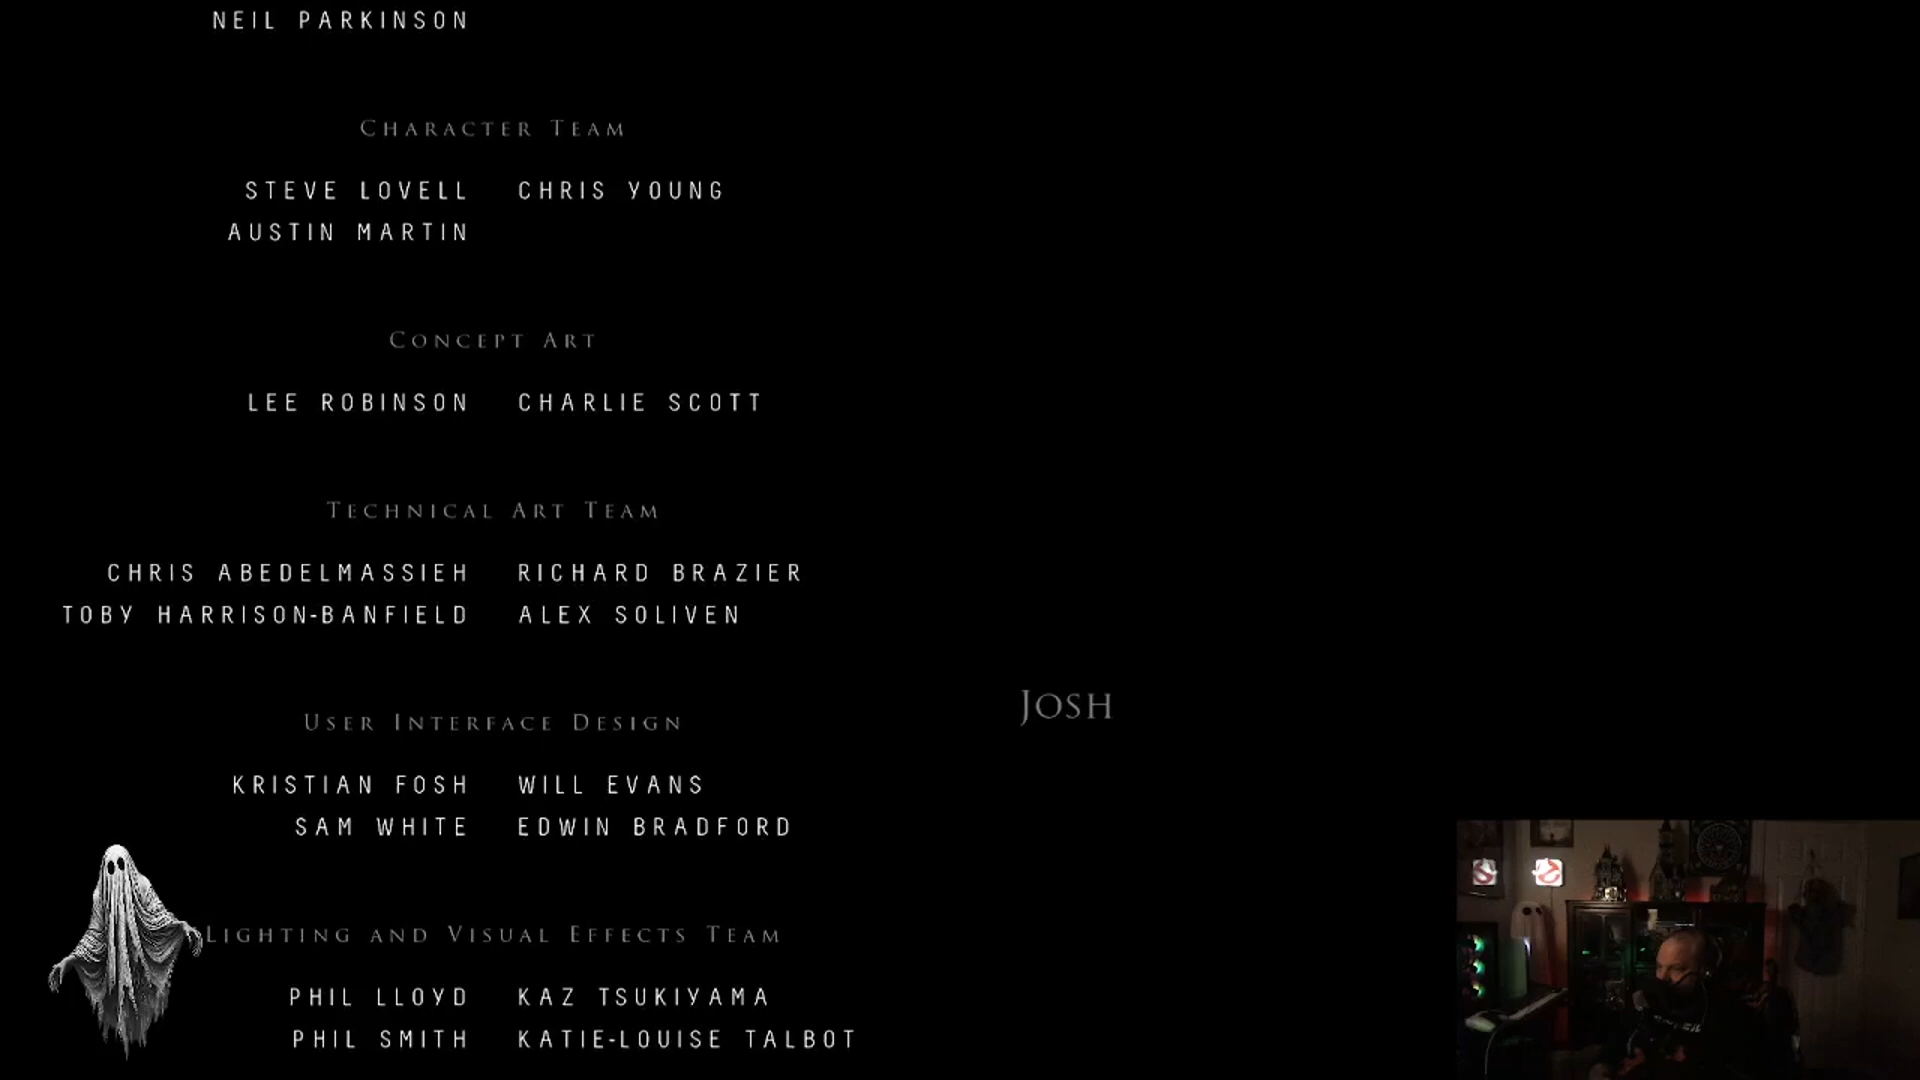 NEIL PARKINSON
CHARACTER TEAM
STEVE LOVELL CHRIS YOUNG
AUSTIN MARTIN
CONCEPT ART
LEE ROBINSON CHARLIE SCOTT
TECHNICAL ART TEAM
CHRIS ABEDELMASSIEH RICHARD BRAZIER
TOBY HARRISON-BANFIELD ALEX SOLIVEN
JOSH
USER INTERFACE DESIGN
KRISTIAN FOSH WILL EVANS
SAM WHITE EDWIN BRADFORD
LIGHTING AND VISUAL EFFECTS TEAM
PHIL LLOYD KAZ TSUKIYAMA
PHIL SMITH KATIE-LOUISE TALBOT